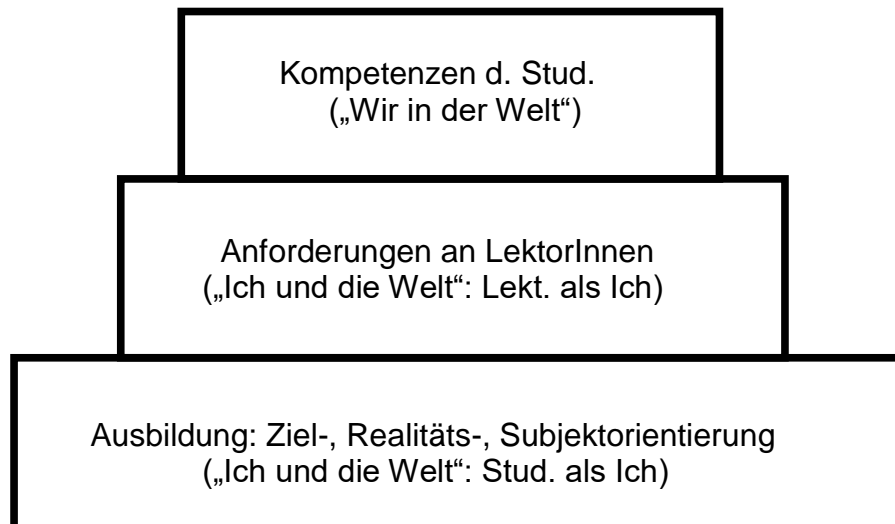 Kompetenzen d. Stud.
(„Wir in der Welt“)
Anforderungen an LektorInnen
(„Ich und die Welt“: Lekt. als Ich)
Ausbildung: Ziel-, Realitäts-, Subjektorientierung
(„Ich und die Welt“: Stud. als Ich)